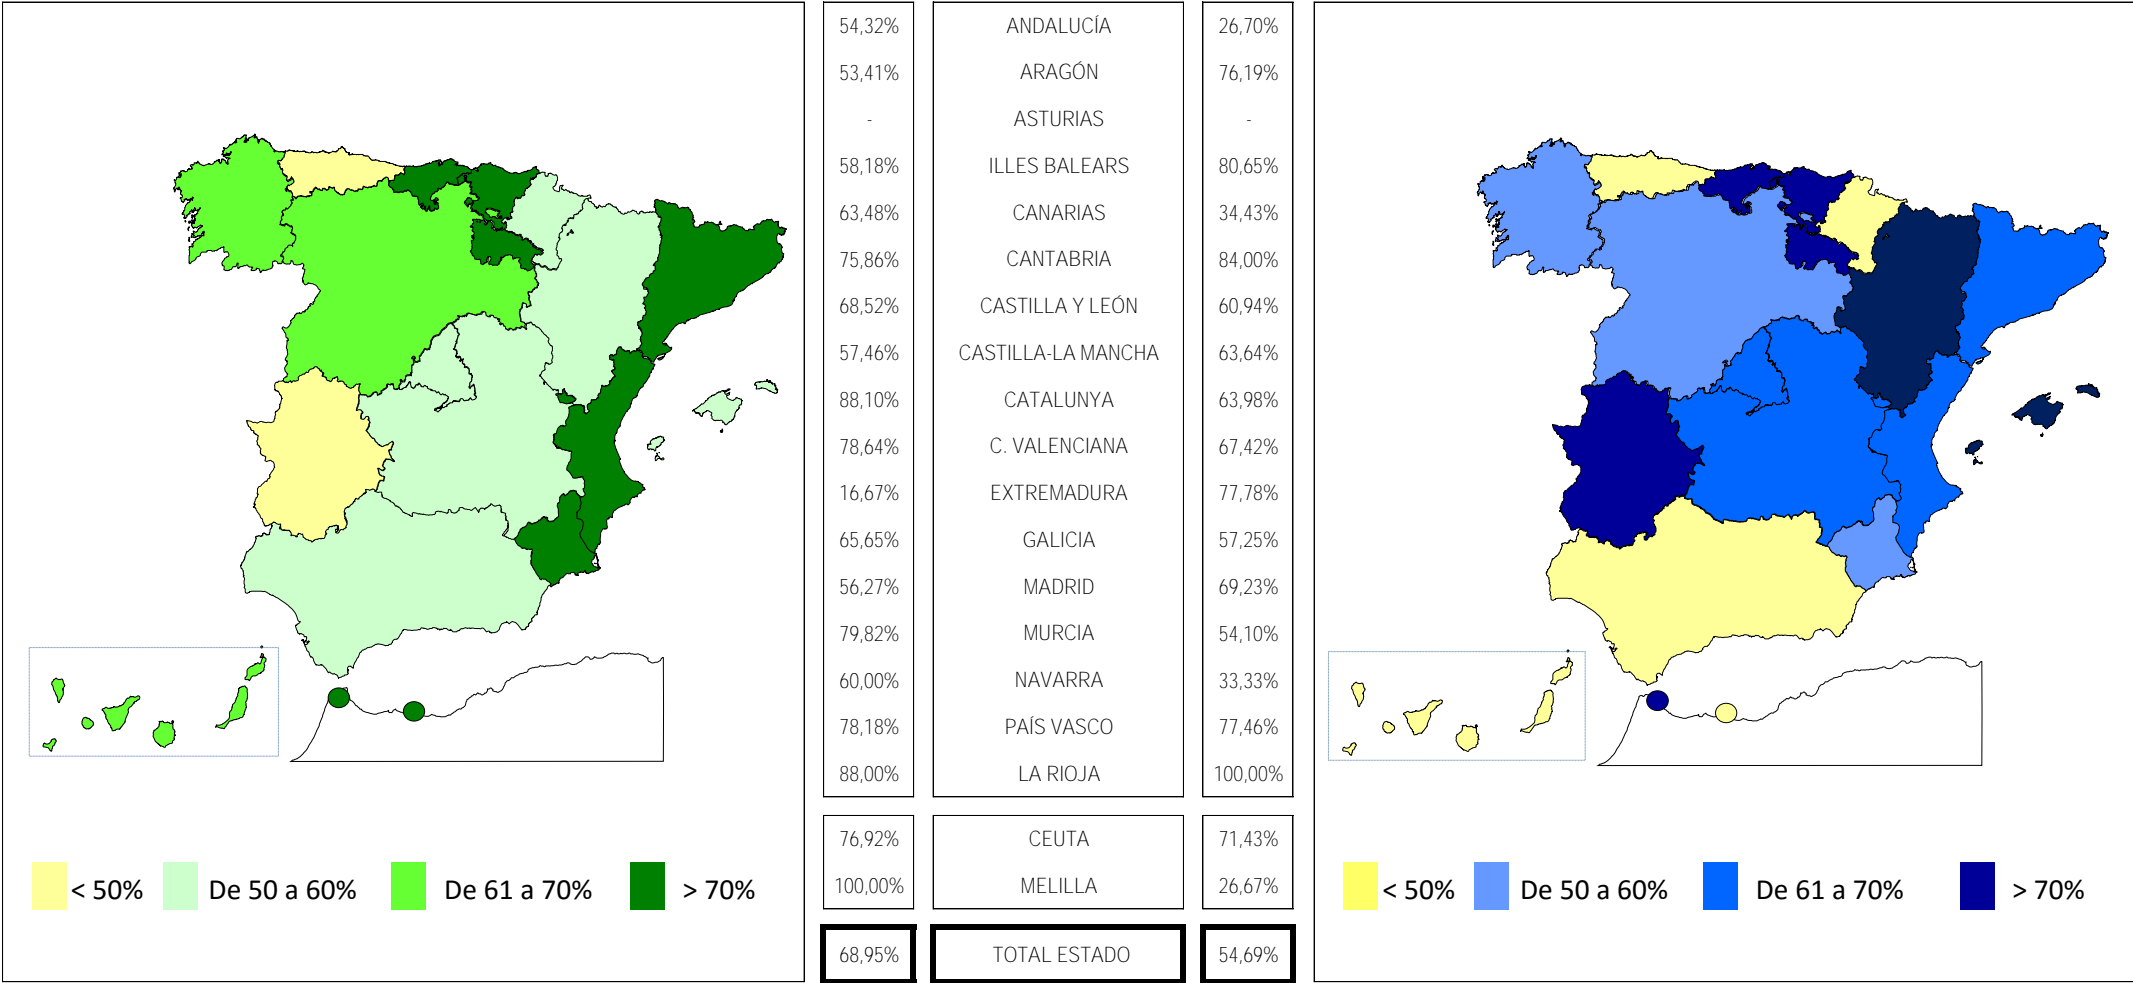 54,32% ANDALUCÍA 26,70%
53,41% ARAGÓN 76,19%
- ASTURIAS -
58,18% ILLES BALEARS 80,65%
63,48% CANARIAS 34,43%
75,86% CANTABRIA 84,00%
68,52% CASTILLA Y LEÓN 60,94%
57,46% CASTILLA-LA MANCHA 63,64%
88,10% CATALUNYA 63,98%
78,64% C. VALENCIANA 67,42%
16,67% EXTREMADURA 77,78%
65,65% GALICIA 57,25%
56,27% MADRID 69,23%
79,82% MURCIA 54,10%
60,00% NAVARRA 33,33%
78,18% PAÍS VASCO 77,46%
88,00% LA RIOJA 100,00%
76,92% CEUTA 71,43%
100,00% MELILLA 26,67%
68,95% TOTAL ESTADO 54,69%
< 50% De 50 a 60% De 61 a 70% > 70%
< 50% De 50 a 60% De 61 a 70% > 70%